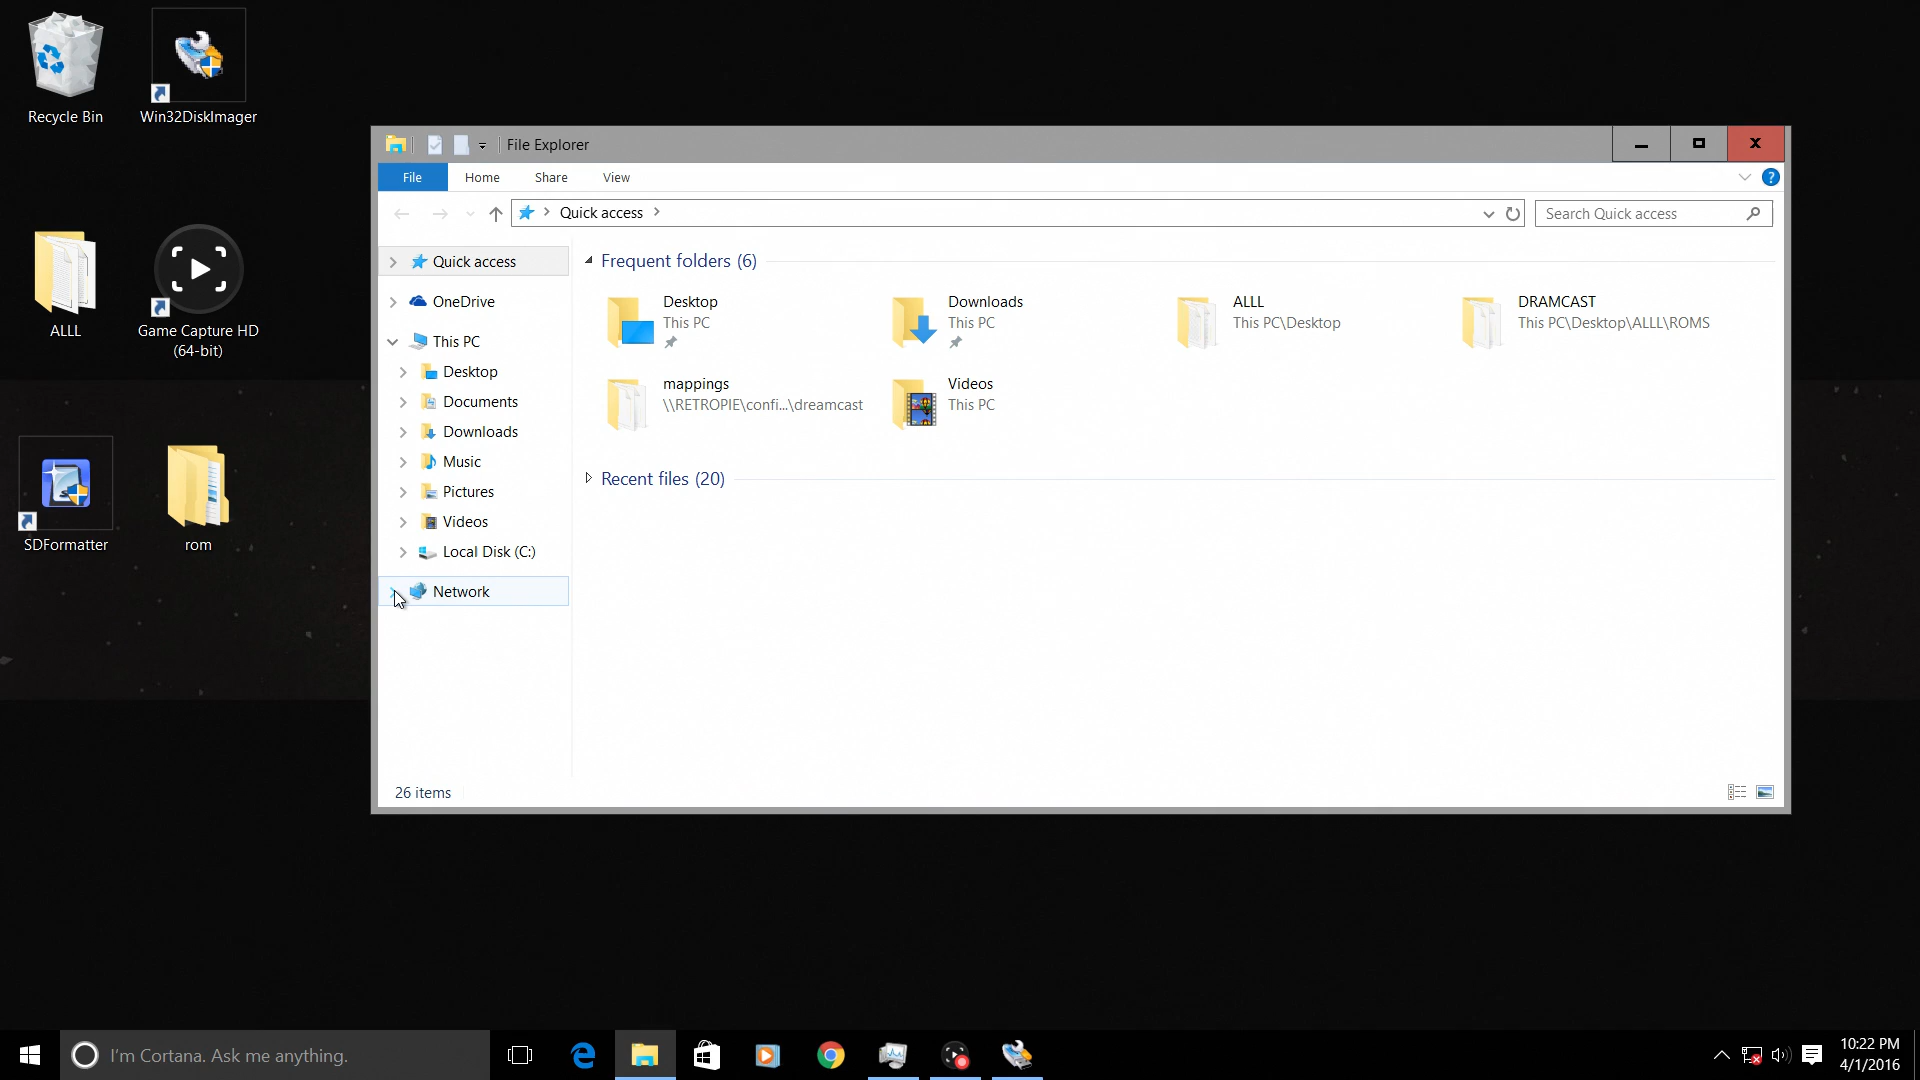 Recycle Bin
Win32DiskImager
ALLL
Game Capture HD
(64-bit)
SDFormatter
rom
File Explorer
File
Home
Share
View
Quick access
Search Quick access
Quick access
OneDrive
This PC
Desktop
Documents
Downloads
Music
Pictures
Videos
Local Disk (C:)
Network
Frequent folders (6)
Desktop
This PC
Downloads
This PC
ALLL
This PC\Desktop
DRAMCAST
This PC\Desktop\ALLL\ROMS
mappings
\\RETROPIE\confi...\dreamcast
Videos
This PC
Recent files (20)
26 items
I'm Cortana. Ask me anything.
10:22 PM
4/1/2016